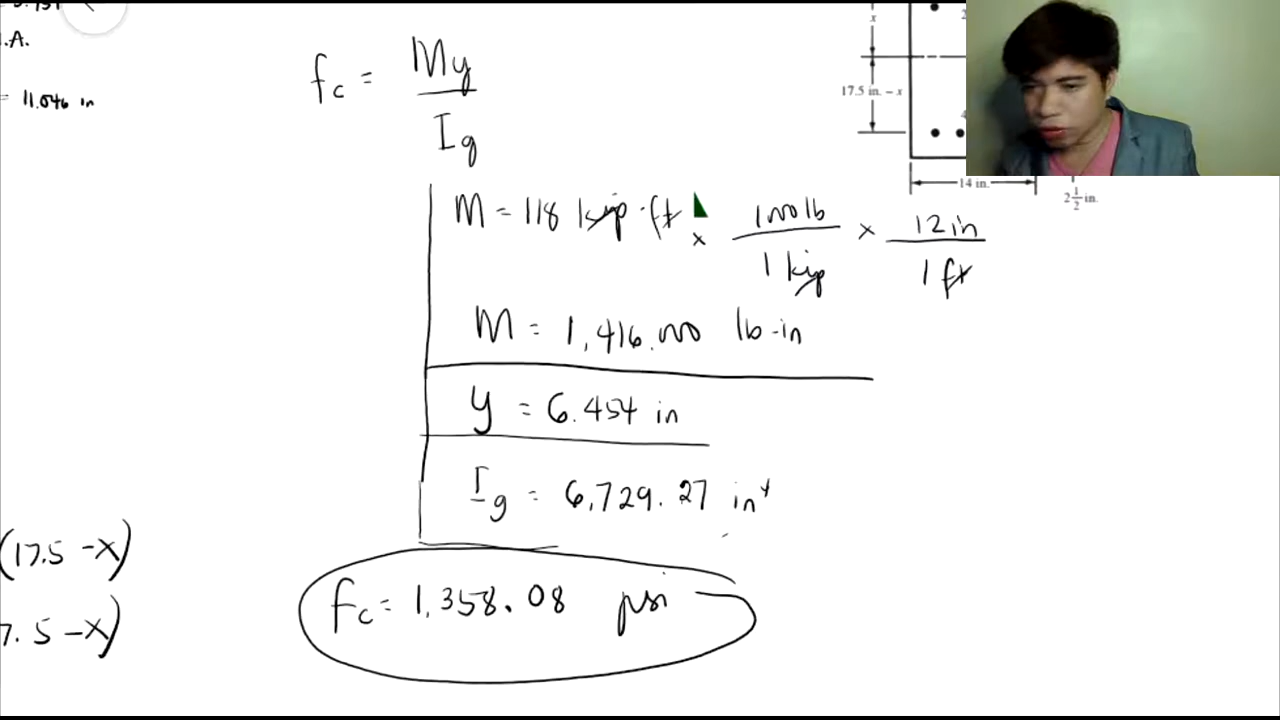 .A.
= 11.046 in
fc = My / Ig
x
17.5 in. – x
14 in.
2 1/2 in.
M = 118 kip·ft x 1000 lb / 1 kip x 12 in / 1 ft
M = 1,416,000 lb-in
y = 6.454 in
Ig = 6,729.27 in⁴
(17.5 - x)
7.5 - x)
fc = 1,358.08 psi